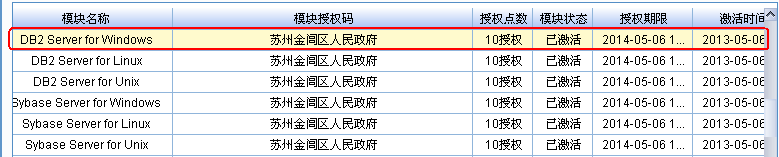 模块名称 模块授权码 授权点数 模块状态 授权期限 激活时间
DB2 Server for Windows 苏州金阊区人民政府 10授权 已激活 2014-05-06 1... 2013-05-06
DB2 Server for Linux 苏州金阊区人民政府 10授权 已激活 2014-05-06 1... 2013-05-06
DB2 Server for Unix 苏州金阊区人民政府 10授权 已激活 2014-05-06 1... 2013-05-06
Sybase Server for Windows 苏州金阊区人民政府 10授权 已激活 2014-05-06 1... 2013-05-06
Sybase Server for Linux 苏州金阊区人民政府 10授权 已激活 2014-05-06 1... 2013-05-06
Sybase Server for Unix 苏州金阊区人民政府 10授权 已激活 2014-05-06 1... 2013-05-06